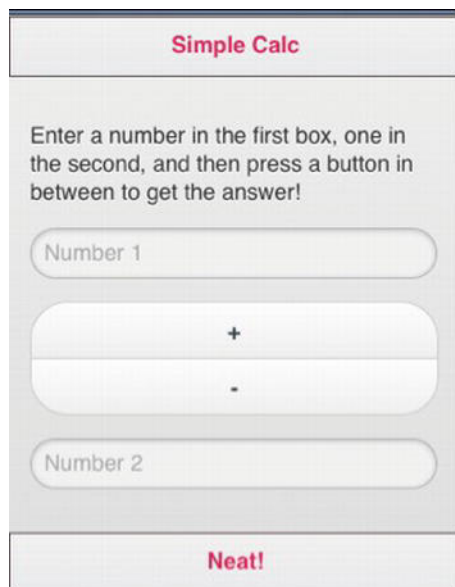 Simple Calc
Enter a number in the first box, one in
the second, and then press a button in
between to get the answer!
Number 1
+
-
Number 2
Neat!